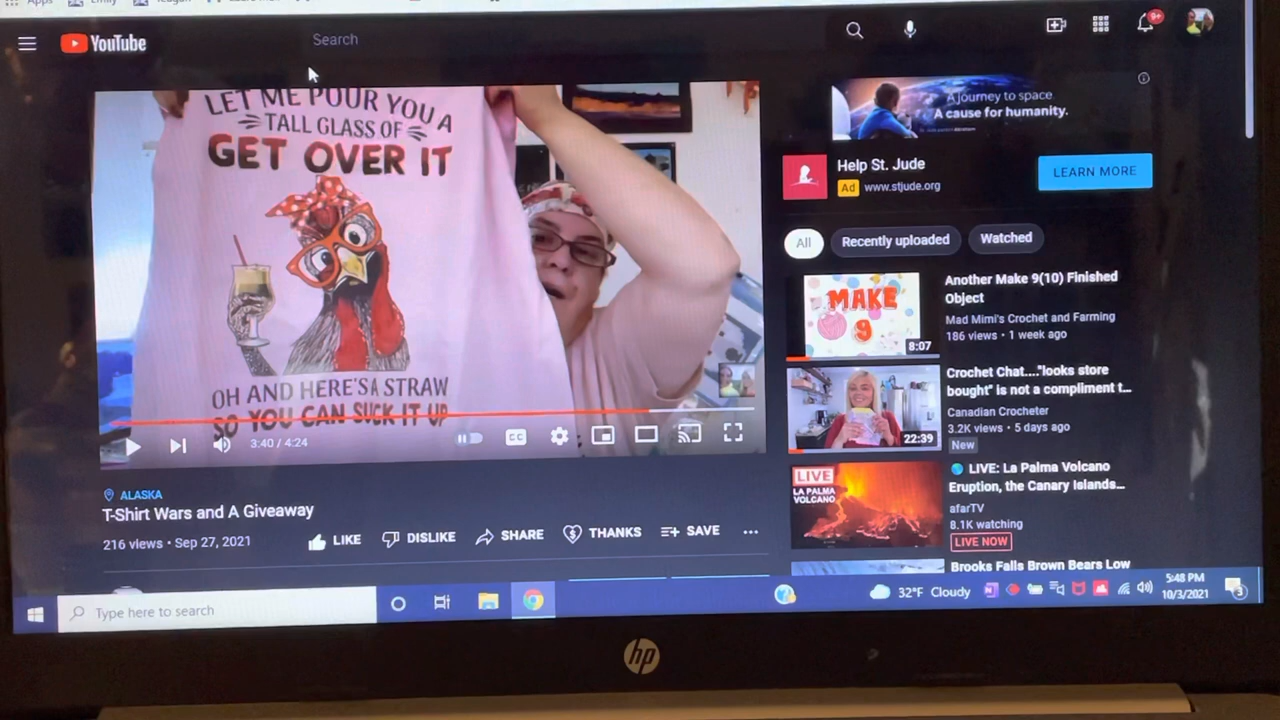 Apps
Emily
YouTube
Search
9+
LET ME POUR YOU A
TALL GLASS OF
GET OVER IT
OH AND HERE'S A STRAW
SO YOU CAN SUCK IT UP
3:40 / 4:24
CC
ALASKA
T-Shirt Wars and A Giveaway
216 views • Sep 27, 2021
LIKE
DISLIKE
SHARE
THANKS
SAVE
A journey to space.
A cause for humanity.
Help St. Jude
Ad www.stjude.org
LEARN MORE
All
Recently uploaded
Watched
MAKE
9
8:07
Another Make 9(10) Finished
Object
Mad Mimi's Crochet and Farming
186 views • 1 week ago
22:39
Crochet Chat...."looks store
bought" is not a compliment t...
Canadian Crocheter
3.2K views • 5 days ago
New
LIVE
LA PALMA
VOLCANO
LIVE: La Palma Volcano
Eruption, the Canary Islands...
afarTV
8.1K watching
LIVE NOW
Brooks Falls Brown Bears Low
Type here to search
32°F Cloudy
5:48 PM
10/3/2021
3
hp